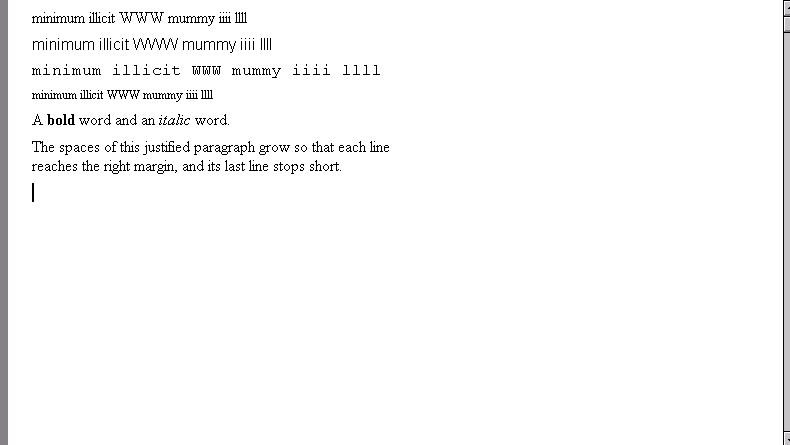 minimum illicit WWW mummy iiii llll
minimum illicit WWW mummy iiii llll
minimum illicit WWW mummy iiii llll
minimum illicit WWW mummy iiii llll
A bold word and an italic word.
The spaces of this justified paragraph grow so that each line
reaches the right margin, and its last line stops short.